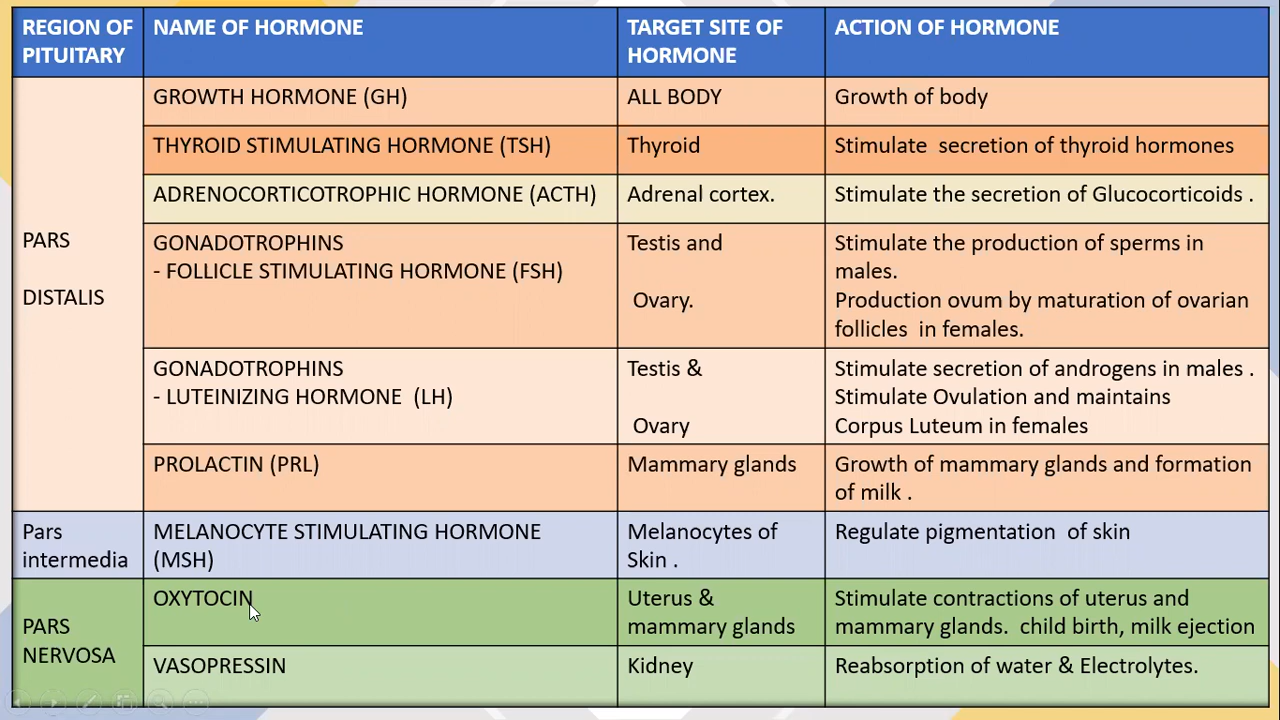 REGION OF
PITUITARY
NAME OF HORMONE
TARGET SITE OF
HORMONE
ACTION OF HORMONE
PARS
DISTALIS
GROWTH HORMONE (GH)
ALL BODY
Growth of body
THYROID STIMULATING HORMONE (TSH)
Thyroid
Stimulate  secretion of thyroid hormones
ADRENOCORTICOTROPHIC HORMONE (ACTH)
Adrenal cortex.
Stimulate the secretion of Glucocorticoids .
GONADOTROPHINS
- FOLLICLE STIMULATING HORMONE (FSH)
Testis and
Ovary.
Stimulate the production of sperms in
males.
Production ovum by maturation of ovarian
follicles  in females.
GONADOTROPHINS
- LUTEINIZING HORMONE  (LH)
Testis &
Ovary
Stimulate secretion of androgens in males .
Stimulate Ovulation and maintains
Corpus Luteum in females
PROLACTIN (PRL)
Mammary glands
Growth of mammary glands and formation
of milk .
Pars
intermedia
MELANOCYTE STIMULATING HORMONE
(MSH)
Melanocytes of
Skin .
Regulate pigmentation  of skin
PARS
NERVOSA
OXYTOCIN
Uterus &
mammary glands
Stimulate contractions of uterus and
mammary glands.  child birth, milk ejection
VASOPRESSIN
Kidney
Reabsorption of water & Electrolytes.